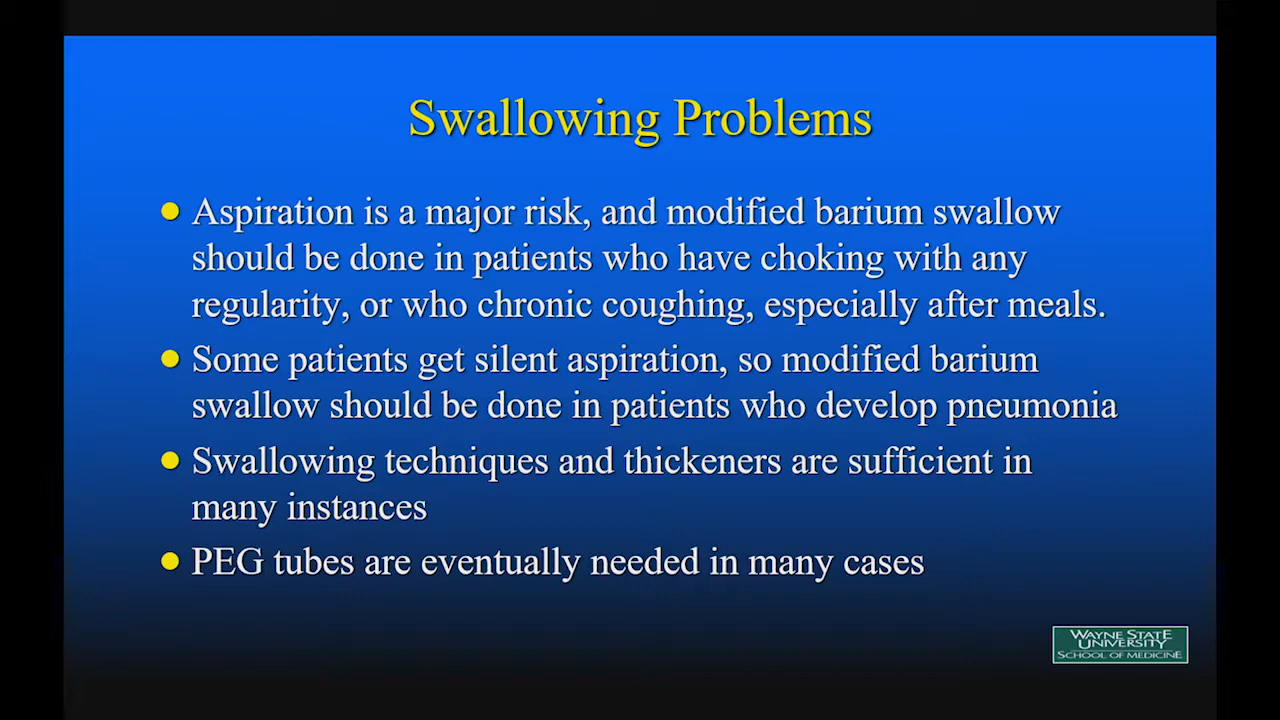 Swallowing Problems
Aspiration is a major risk, and modified barium swallow
should be done in patients who have choking with any
regularity, or who chronic coughing, especially after meals.
Some patients get silent aspiration, so modified barium
swallow should be done in patients who develop pneumonia
Swallowing techniques and thickeners are sufficient in
many instances
PEG tubes are eventually needed in many cases
WAYNE STATE
UNIVERSITY
SCHOOL OF MEDICINE